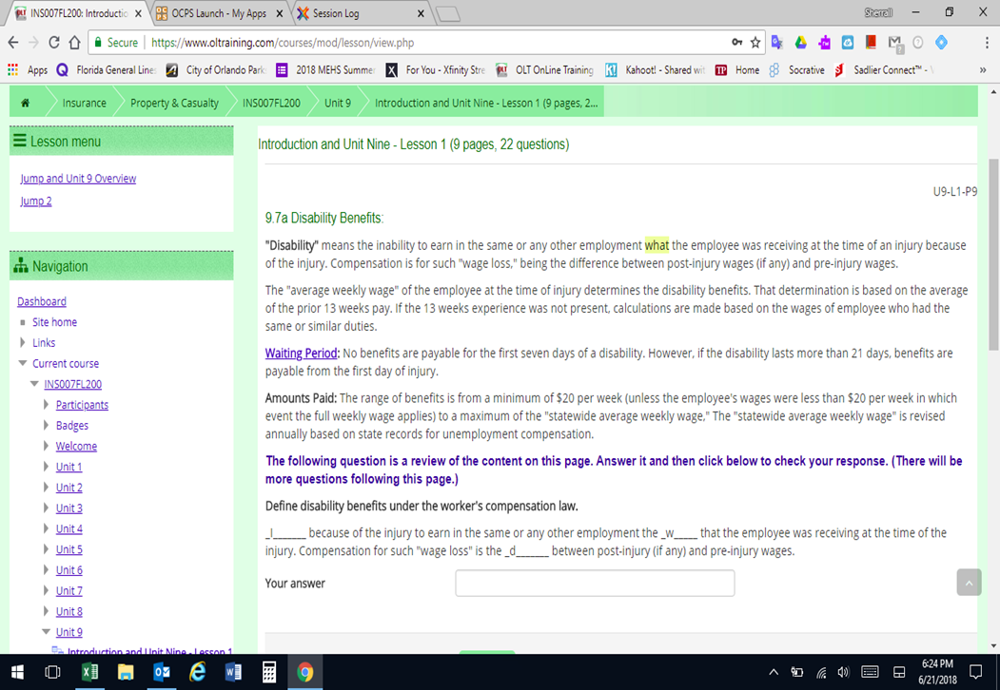 INS007FL200: Introductio
OCPS Launch - My Apps
Session Log
Sherrall
Secure
https://www.oltraining.com/courses/mod/lesson/view.php
Apps
Florida General Lines
City of Orlando Park
2018 MEHS Summer
For You - Xfinity Stre
OLT OnLine Training
Kahoot! - Shared wit
Home
Socrative
Sadlier Connect™ -
Insurance
Property & Casualty
INS007FL200
Unit 9
Introduction and Unit Nine - Lesson 1 (9 pages, 2...
Lesson menu
Jump and Unit 9 Overview
Jump 2
Navigation
Dashboard
Site home
Links
Current course
INS007FL200
Participants
Badges
Welcome
Unit 1
Unit 2
Unit 3
Unit 4
Unit 5
Unit 6
Unit 7
Unit 8
Unit 9
Introduction and Unit Nine - Lesson 1
Introduction and Unit Nine - Lesson 1 (9 pages, 22 questions)
U9-L1-P9
9.7a Disability Benefits:
"Disability" means the inability to earn in the same or any other employment what the employee was receiving at the time of an injury because
of the injury. Compensation is for such "wage loss," being the difference between post-injury wages (if any) and pre-injury wages.
The "average weekly wage" of the employee at the time of injury determines the disability benefits. That determination is based on the average
of the prior 13 weeks pay. If the 13 weeks experience was not present, calculations are made based on the wages of employee who had the
same or similar duties.
Waiting Period: No benefits are payable for the first seven days of a disability. However, if the disability lasts more than 21 days, benefits are
payable from the first day of injury.
Amounts Paid: The range of benefits is from a minimum of $20 per week (unless the employee's wages were less than $20 per week in which
event the full weekly wage applies) to a maximum of the "statewide average weekly wage," The "statewide average weekly wage" is revised
annually based on state records for unemployment compensation.
The following question is a review of the content on this page. Answer it and then click below to check your response. (There will be
more questions following this page.)
Define disability benefits under the worker's compensation law.
_I______ because of the injury to earn in the same or any other employment the _w_____ that the employee was receiving at the time of the
injury. Compensation for such "wage loss" is the _d_______ between post-injury (if any) and pre-injury wages.
Your answer
6:24 PM
6/21/2018